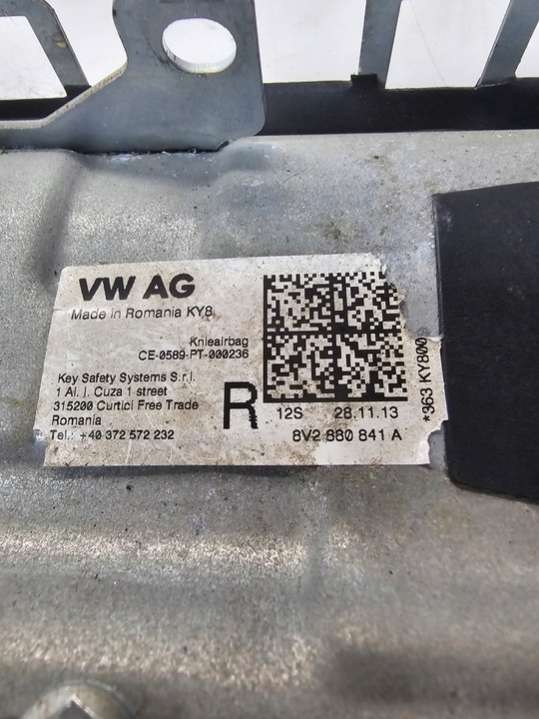 VW AG
Made in Romania KY8
Knieairbag
CE-0589-PT-000236
Key Safety Systems S.r.l.
1 Al. I. Cuza 1 street
315200 Curtici Free Trade
Romania
Tel.: +40 372 572 232
R
12S 28.11.13
8V2 880 841 A
*363 KY800